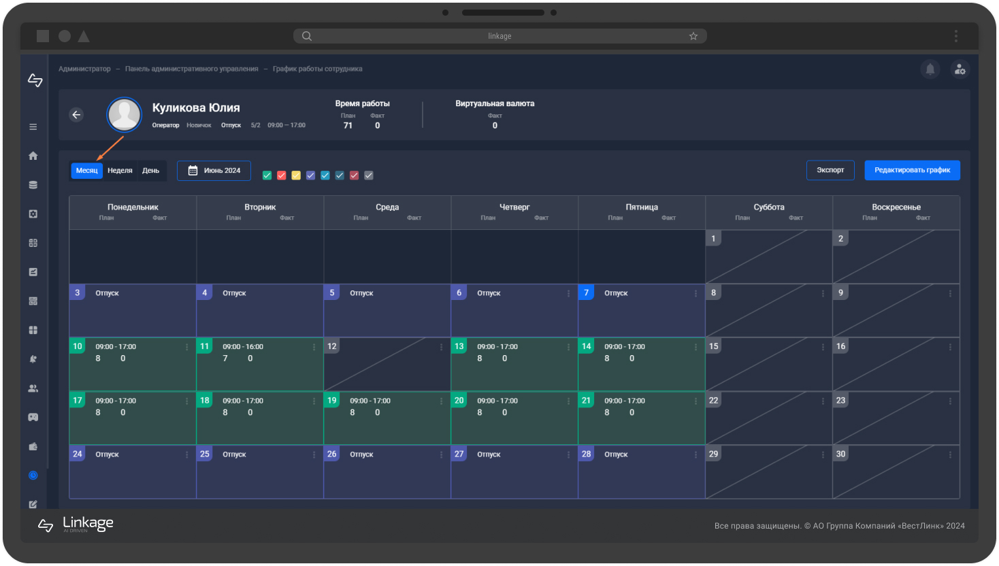 linkage
Администратор – Панель административного управления – График работы сотрудника
Куликова Юлия
Оператор Новичок Отпуск 5/2 09:00 – 17:00
Время работы
План Факт
71 0
Виртуальная валюта
Факт
0
Месяц Неделя День Июнь 2024 Экспорт Редактировать график
Понедельник Вторник Среда Четверг Пятница Суббота Воскресенье
План Факт План Факт План Факт План Факт План Факт План Факт План Факт
1 2
3 Отпуск 4 Отпуск 5 Отпуск 6 Отпуск 7 Отпуск 8 9
10 09:00 - 17:00 11 09:00 - 16:00 12 13 09:00 - 17:00 14 09:00 - 17:00 15 16
8 0 7 0 8 0 8 0
17 09:00 - 17:00 18 09:00 - 17:00 19 09:00 - 17:00 20 09:00 - 17:00 21 09:00 - 17:00 22 23
8 0 8 0 8 0 8 0 8 0
24 Отпуск 25 Отпуск 26 Отпуск 27 Отпуск 28 Отпуск 29 30
Linkage
AI DRIVEN
Все права защищены. © АО Группа Компаний «ВестЛинк» 2024